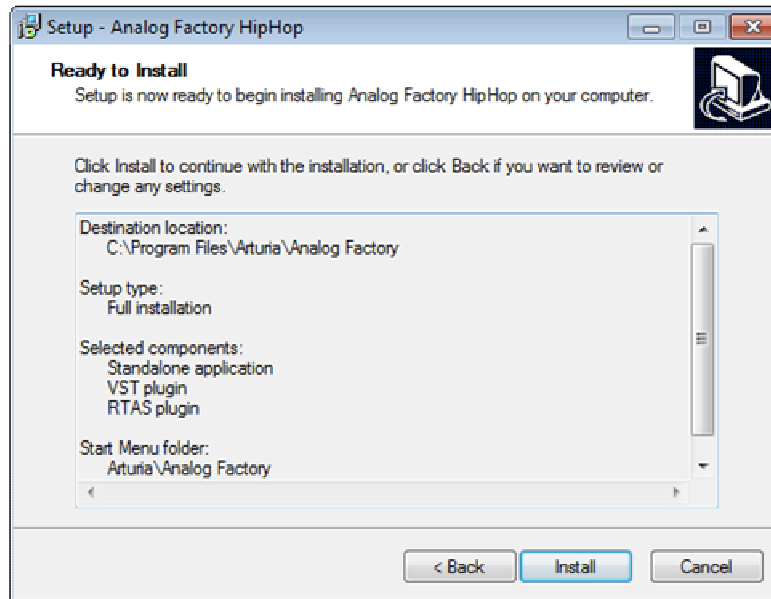 Setup - Analog Factory HipHop
Ready to Install
Setup is now ready to begin installing Analog Factory HipHop on your computer.
Click Install to continue with the installation, or click Back if you want to review or
change any settings.
Destination location:
C:\Program Files\Arturia\Analog Factory
Setup type:
Full installation
Selected components:
Standalone application
VST plugin
RTAS plugin
Start Menu folder:
Arturia\Analog Factory
< Back
Install
Cancel